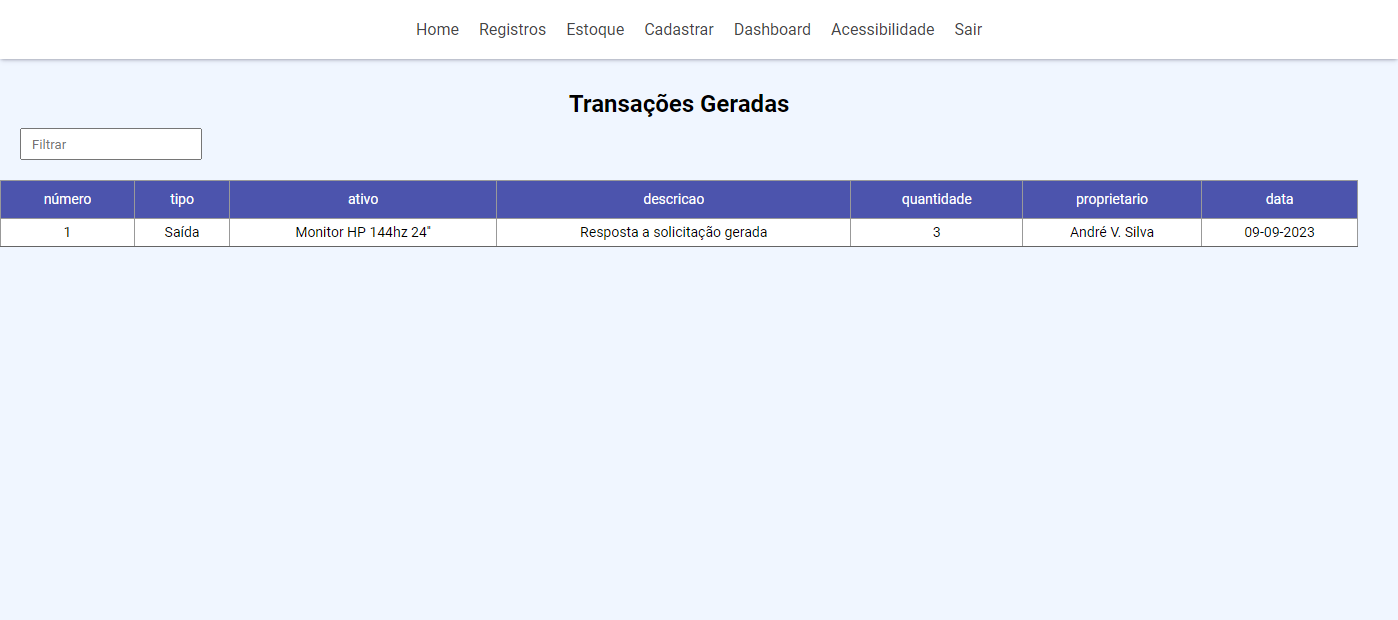 Home Registros Estoque Cadastrar Dashboard Acessibilidade Sair
Transações Geradas
Filtrar
número tipo ativo descricao quantidade proprietario data
1 Saída Monitor HP 144hz 24" Resposta a solicitação gerada 3 André V. Silva 09-09-2023